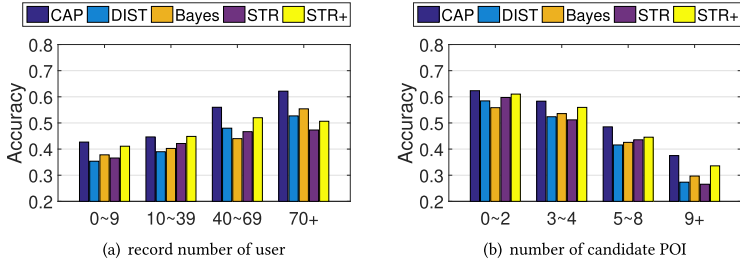 CAP DIST Bayes STR STR+
0.8
0.7
0.6
0.5
0.4
0.3
0.2
Accuracy
0~9 10~39 40~69 70+
(a) record number of user
CAP DIST Bayes STR STR+
0.8
0.7
0.6
0.5
0.4
0.3
0.2
Accuracy
0~2 3~4 5~8 9+
(b) number of candidate POI